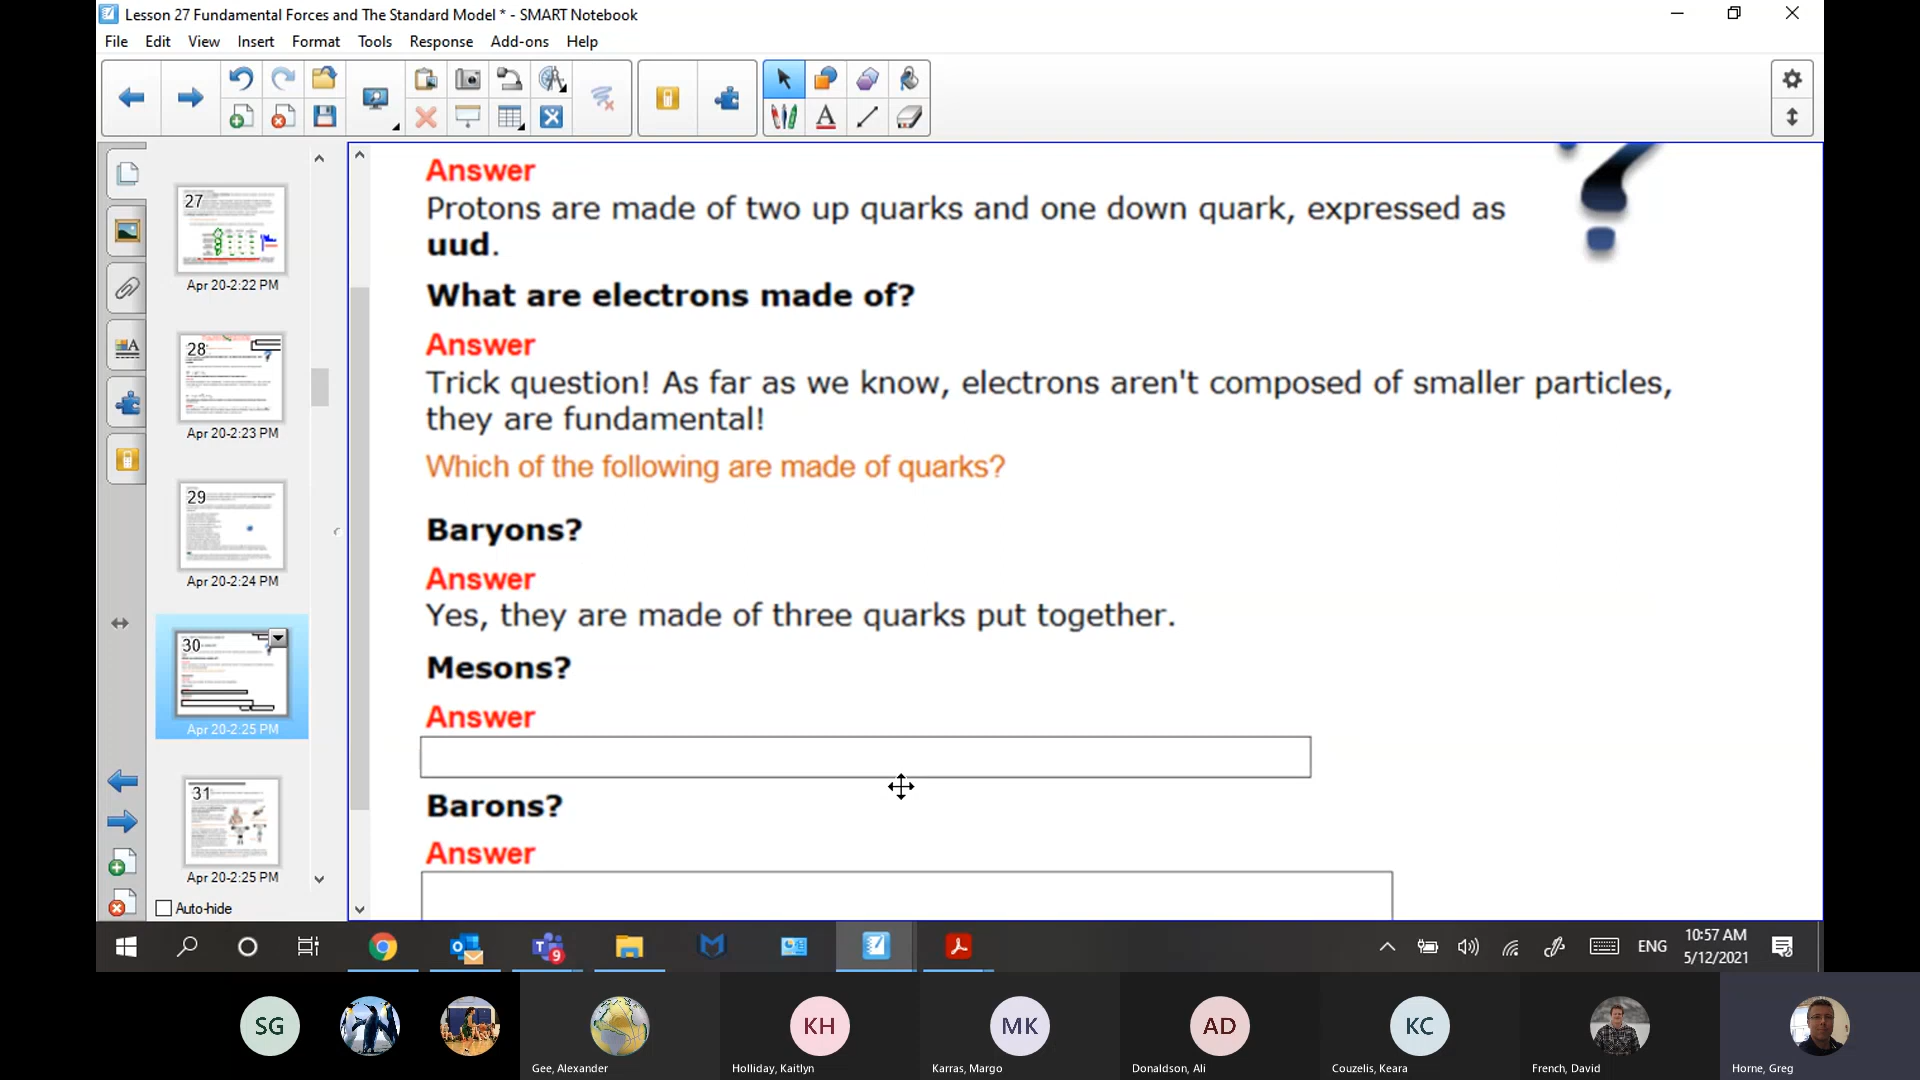 Lesson 27 Fundamental Forces and The Standard Model * - SMART Notebook
File Edit View Insert Format Tools Response Add-ons Help
27
Apr 20-2:22 PM
28
Apr 20-2:23 PM
29
Apr 20-2:24 PM
30
Apr 20-2:25 PM
31
Apr 20-2:25 PM
Auto-hide
Answer
Protons are made of two up quarks and one down quark, expressed as
uud.
What are electrons made of?
Answer
Trick question! As far as we know, electrons aren't composed of smaller particles,
they are fundamental!
Which of the following are made of quarks?
Baryons?
Answer
Yes, they are made of three quarks put together.
Mesons?
Answer
Barons?
Answer
9
ENG
10:57 AM
5/12/2021
SG
KH
MK
AD
KC
Gee, Alexander
Holliday, Kaitlyn
Karras, Margo
Donaldson, Ali
Couzelis, Keara
French, David
Horne, Greg